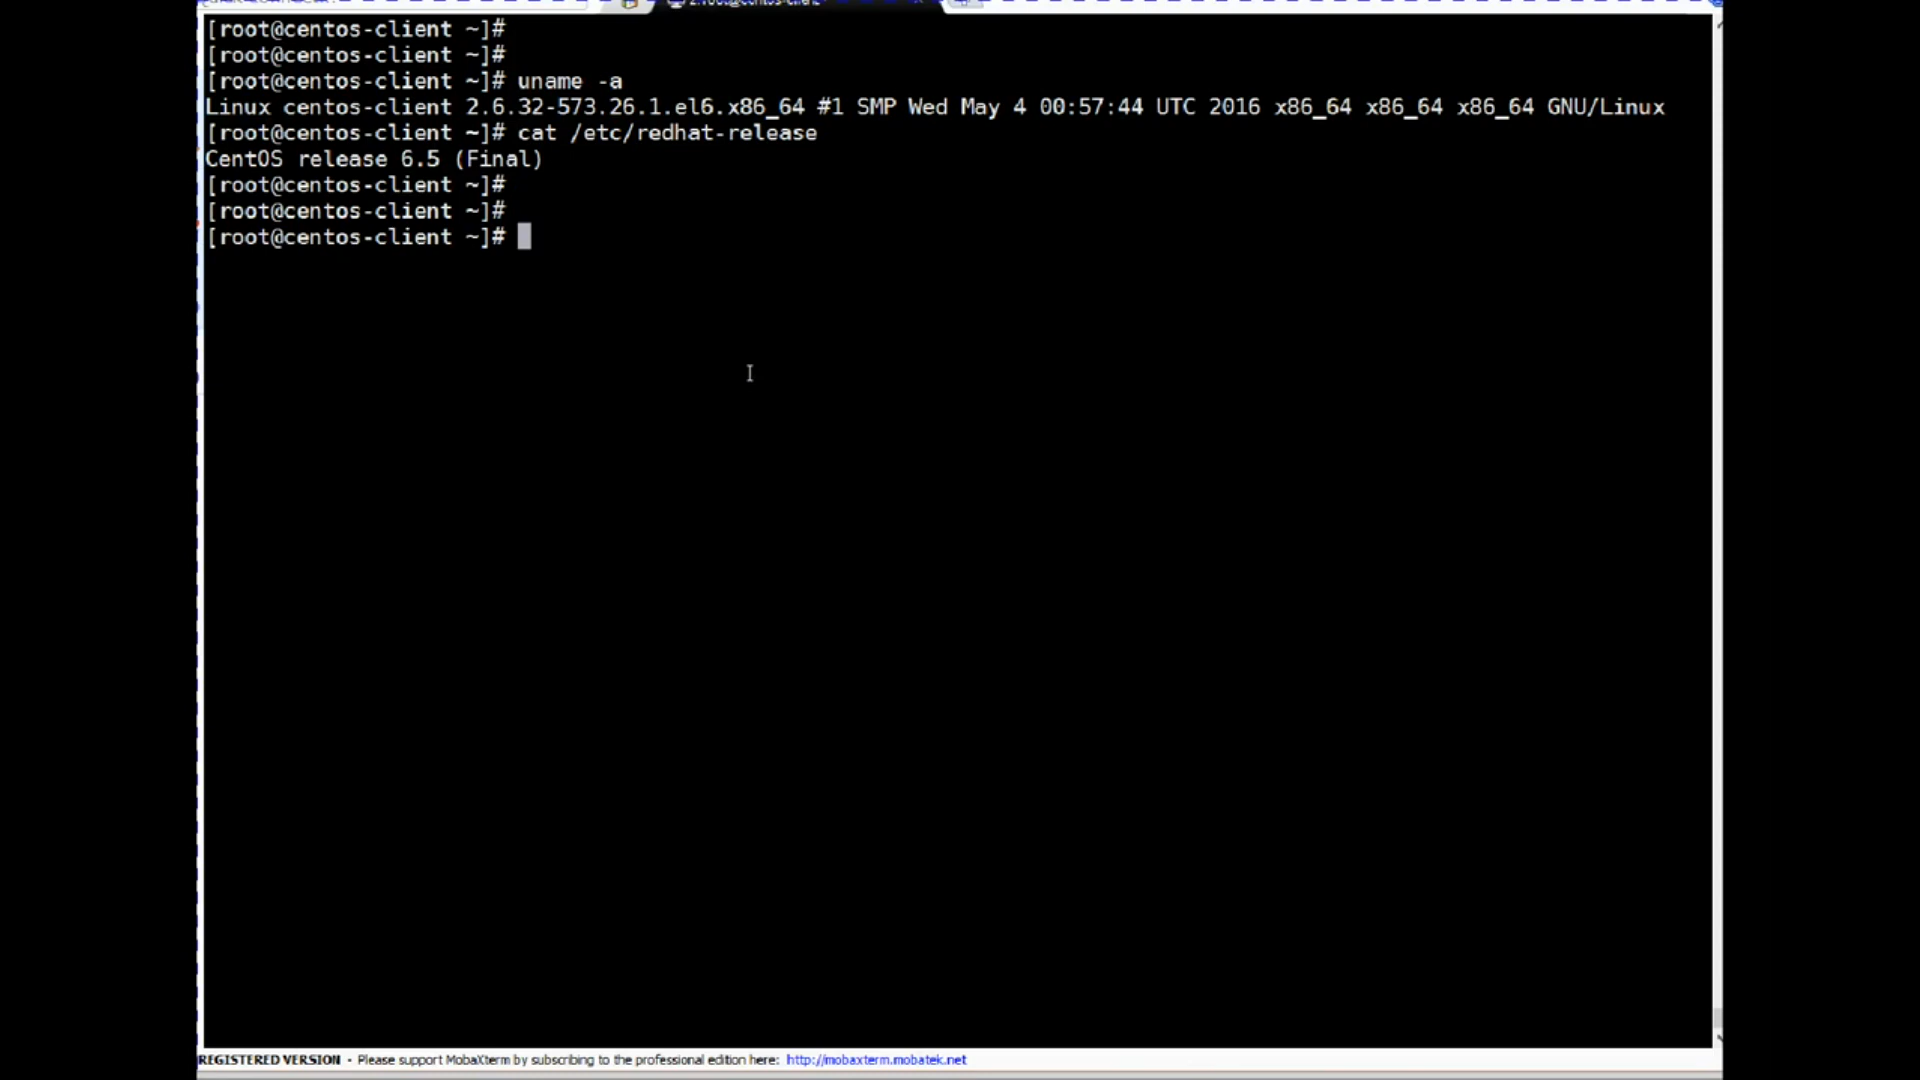 [root@centos-client ~]#
[root@centos-client ~]#
[root@centos-client ~]# uname -a
Linux centos-client 2.6.32-573.26.1.el6.x86_64 #1 SMP Wed May 4 00:57:44 UTC 2016 x86_64 x86_64 x86_64 GNU/Linux
[root@centos-client ~]# cat /etc/redhat-release
CentOS release 6.5 (Final)
[root@centos-client ~]#
[root@centos-client ~]#
[root@centos-client ~]#
REGISTERED VERSION - Please support MobaXterm by subscribing to the professional edition here: http://mobaxterm.mobatek.net